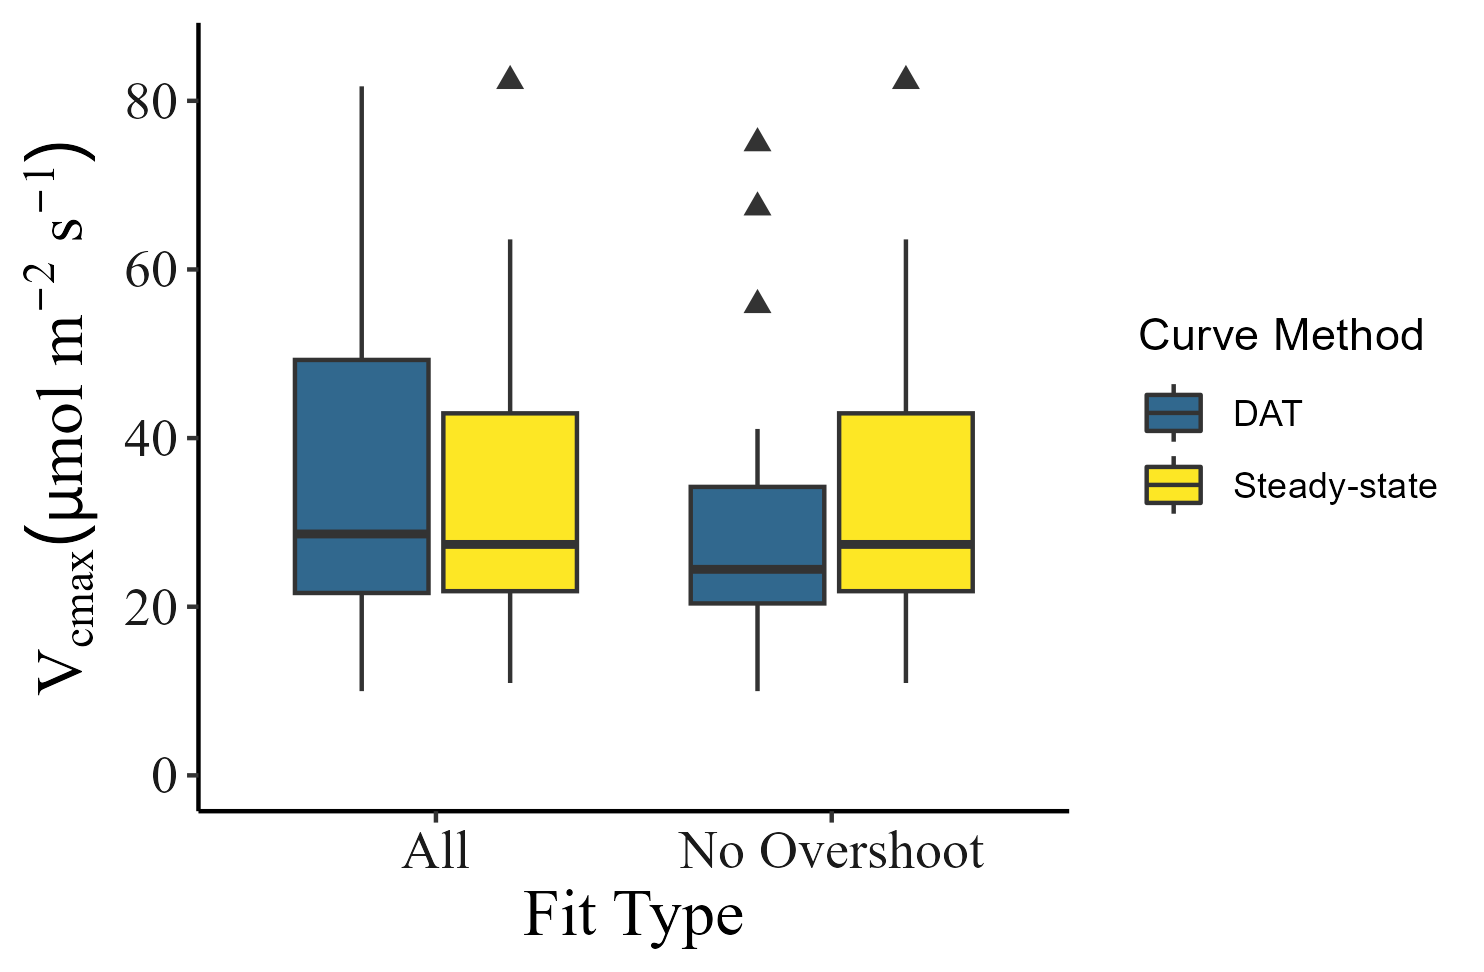 Vcmax(μmol m⁻² s⁻¹)
80
60
40
20
0
All
No Overshoot
Fit Type
Curve Method
DAT
Steady-state